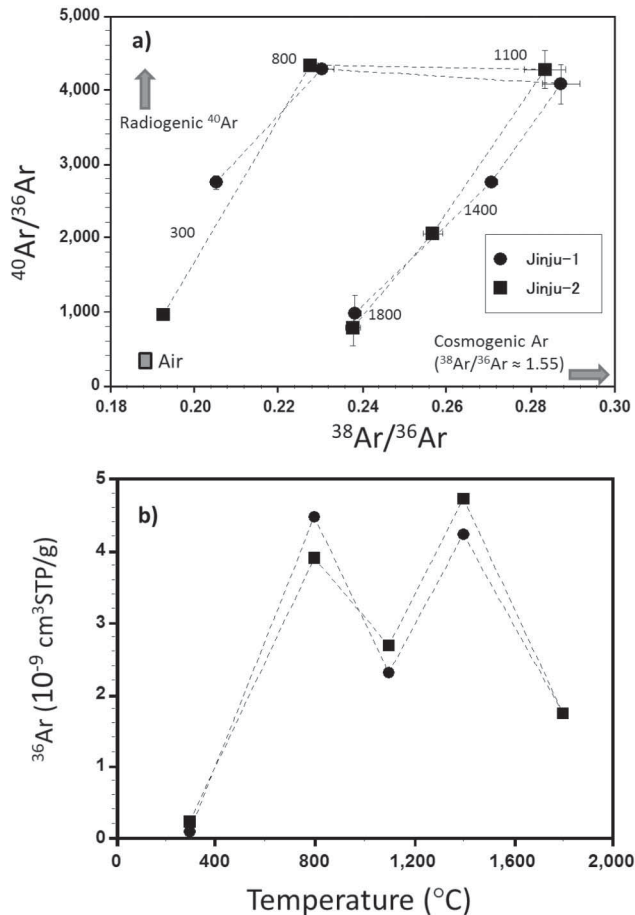 a)
5,000
4,000
3,000
2,000
1,000
0
⁴⁰Ar/³⁶Ar
Radiogenic ⁴⁰Ar
800
1100
300
1400
1800
Jinju-1
Jinju-2
Air
Cosmogenic Ar
(³⁸Ar/³⁶Ar ≈ 1.55)
0.18 0.20 0.22 0.24 0.26 0.28 0.30
³⁸Ar/³⁶Ar
b)
5
4
3
2
1
0
³⁶Ar (10⁻⁹ cm³STP/g)
0 400 800 1,200 1,600 2,000
Temperature (°C)